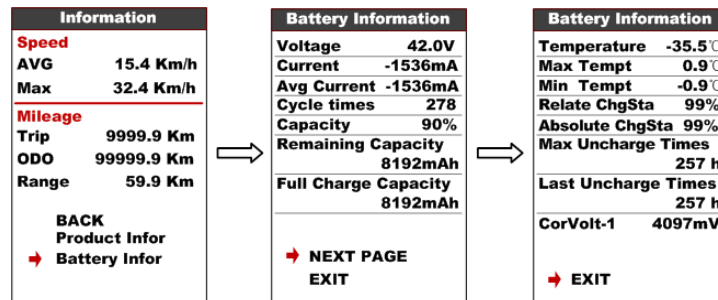 Information
Speed
AVG 15.4 Km/h
Max 32.4 Km/h
Mileage
Trip 9999.9 Km
ODO 99999.9 Km
Range 59.9 Km
BACK
Product Infor
Battery Infor
Battery Information
Voltage 42.0V
Current -1536mA
Avg Current -1536mA
Cycle times 278
Capacity 90%
Remaining Capacity
8192mAh
Full Charge Capacity
8192mAh
NEXT PAGE
EXIT
Battery Information
Temperature -35.5℃
Max Tempt 0.9℃
Min Tempt -0.9℃
Relate ChgSta 99%
Absolute ChgSta 99%
Max Uncharge Times
257 h
Last Uncharge Times
257 h
CorVolt-1 4097mV
EXIT